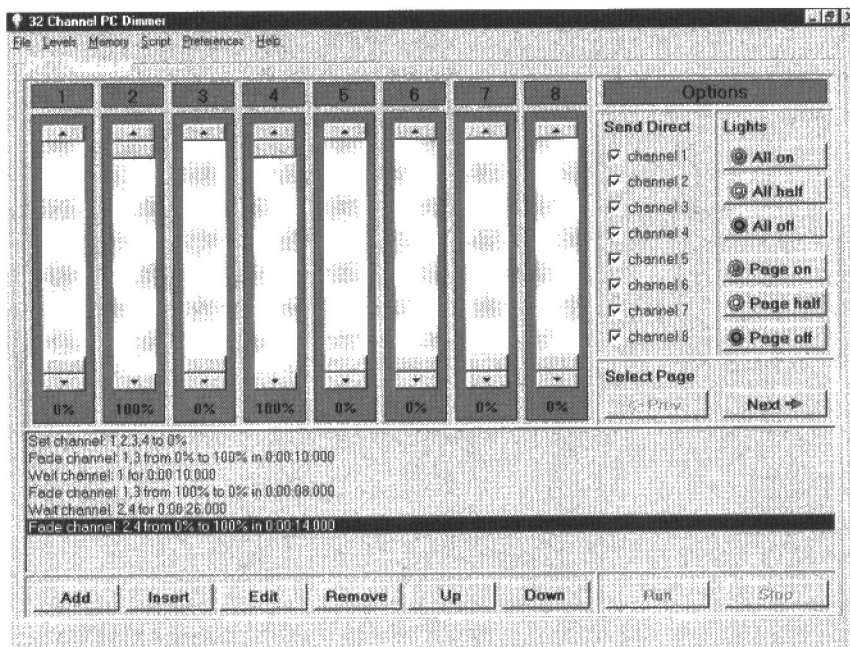 32 Channel PC Dimmer
File Levels Memory Script Preferences Help
1 2 3 4 5 6 7 8
0% 100% 0% 100% 0% 0% 0% 0%
Options
Send Direct
channel 1
channel 2
channel 3
channel 4
channel 5
channel 6
channel 7
channel 8
Lights
All on
All half
All off
Page on
Page half
Page off
Select Page
<- Prev
Next
Set channel: 1,2,3,4 to 0%
Fade channel: 1,3 from 0% to 100% in 0:00:10.000
Wait channel: 1 for 0:00:10.000
Fade channel: 1,3 from 100% to 0% in 0:00:08.000
Wait channel: 2,4 for 0:00:26.000
Fade channel: 2,4 from 0% to 100% in 0:00:14.000
Add Insert Edit Remove Up Down Run Stop